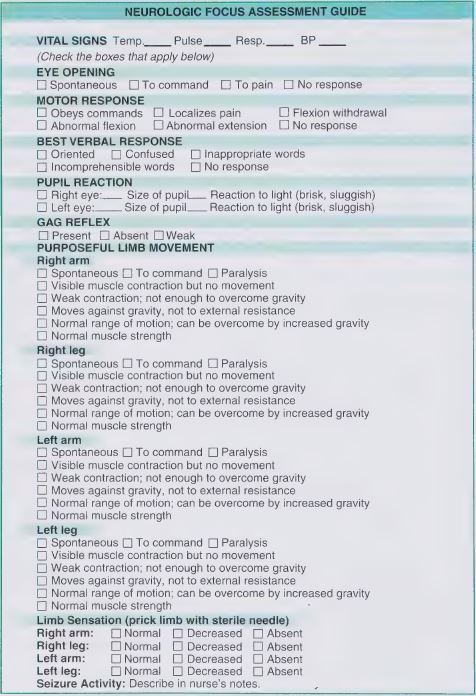 NEUROLOGIC FOCUS ASSESSMENT GUIDE
VITAL SIGNS Temp.____ Pulse____ Resp.____ BP ____
(Check the boxes that apply below)
EYE OPENING
☐ Spontaneous ☐ To command ☐ To pain ☐ No response
MOTOR RESPONSE
☐ Obeys commands ☐ Localizes pain ☐ Flexion withdrawal
☐ Abnormal flexion ☐ Abnormal extension ☐ No response
BEST VERBAL RESPONSE
☐ Oriented ☐ Confused ☐ Inappropriate words
☐ Incomprehensible words ☐ No response
PUPIL REACTION
☐ Right eye:___ Size of pupil___ Reaction to light (brisk, sluggish)
☐ Left eye:___ Size of pupil___ Reaction to light (brisk, sluggish)
GAG REFLEX
☐ Present ☐ Absent ☐ Weak
PURPOSEFUL LIMB MOVEMENT
Right arm
☐ Spontaneous ☐ To command ☐ Paralysis
☐ Visible muscle contraction but no movement
☐ Weak contraction; not enough to overcome gravity
☐ Moves against gravity, not to external resistance
☐ Normal range of motion; can be overcome by increased gravity
☐ Normal muscle strength
Right leg
☐ Spontaneous ☐ To command ☐ Paralysis
☐ Visible muscle contraction but no movement
☐ Weak contraction; not enough to overcome gravity
☐ Moves against gravity, not to external resistance
☐ Normal range of motion; can be overcome by increased gravity
☐ Normal muscle strength
Left arm
☐ Spontaneous ☐ To command ☐ Paralysis
☐ Visible muscle contraction but no movement
☐ Weak contraction; not enough to overcome gravity
☐ Moves against gravity, not to external resistance
☐ Normal range of motion; can be overcome by increased gravity
☐ Normal muscle strength
Left leg
☐ Spontaneous ☐ To command ☐ Paralysis
☐ Visible muscle contraction but no movement
☐ Weak contraction; not enough to overcome gravity
☐ Moves against gravity, not to external resistance
☐ Normal range of motion; can be overcome by increased gravity
☐ Normal muscle strength
Limb Sensation (prick limb with sterile needle)
Right arm: ☐ Normal ☐ Decreased ☐ Absent
Right leg: ☐ Normal ☐ Decreased ☐ Absent
Left arm: ☐ Normal ☐ Decreased ☐ Absent
Left leg: ☐ Normal ☐ Decreased ☐ Absent
Seizure Activity: Describe in nurse's notes.